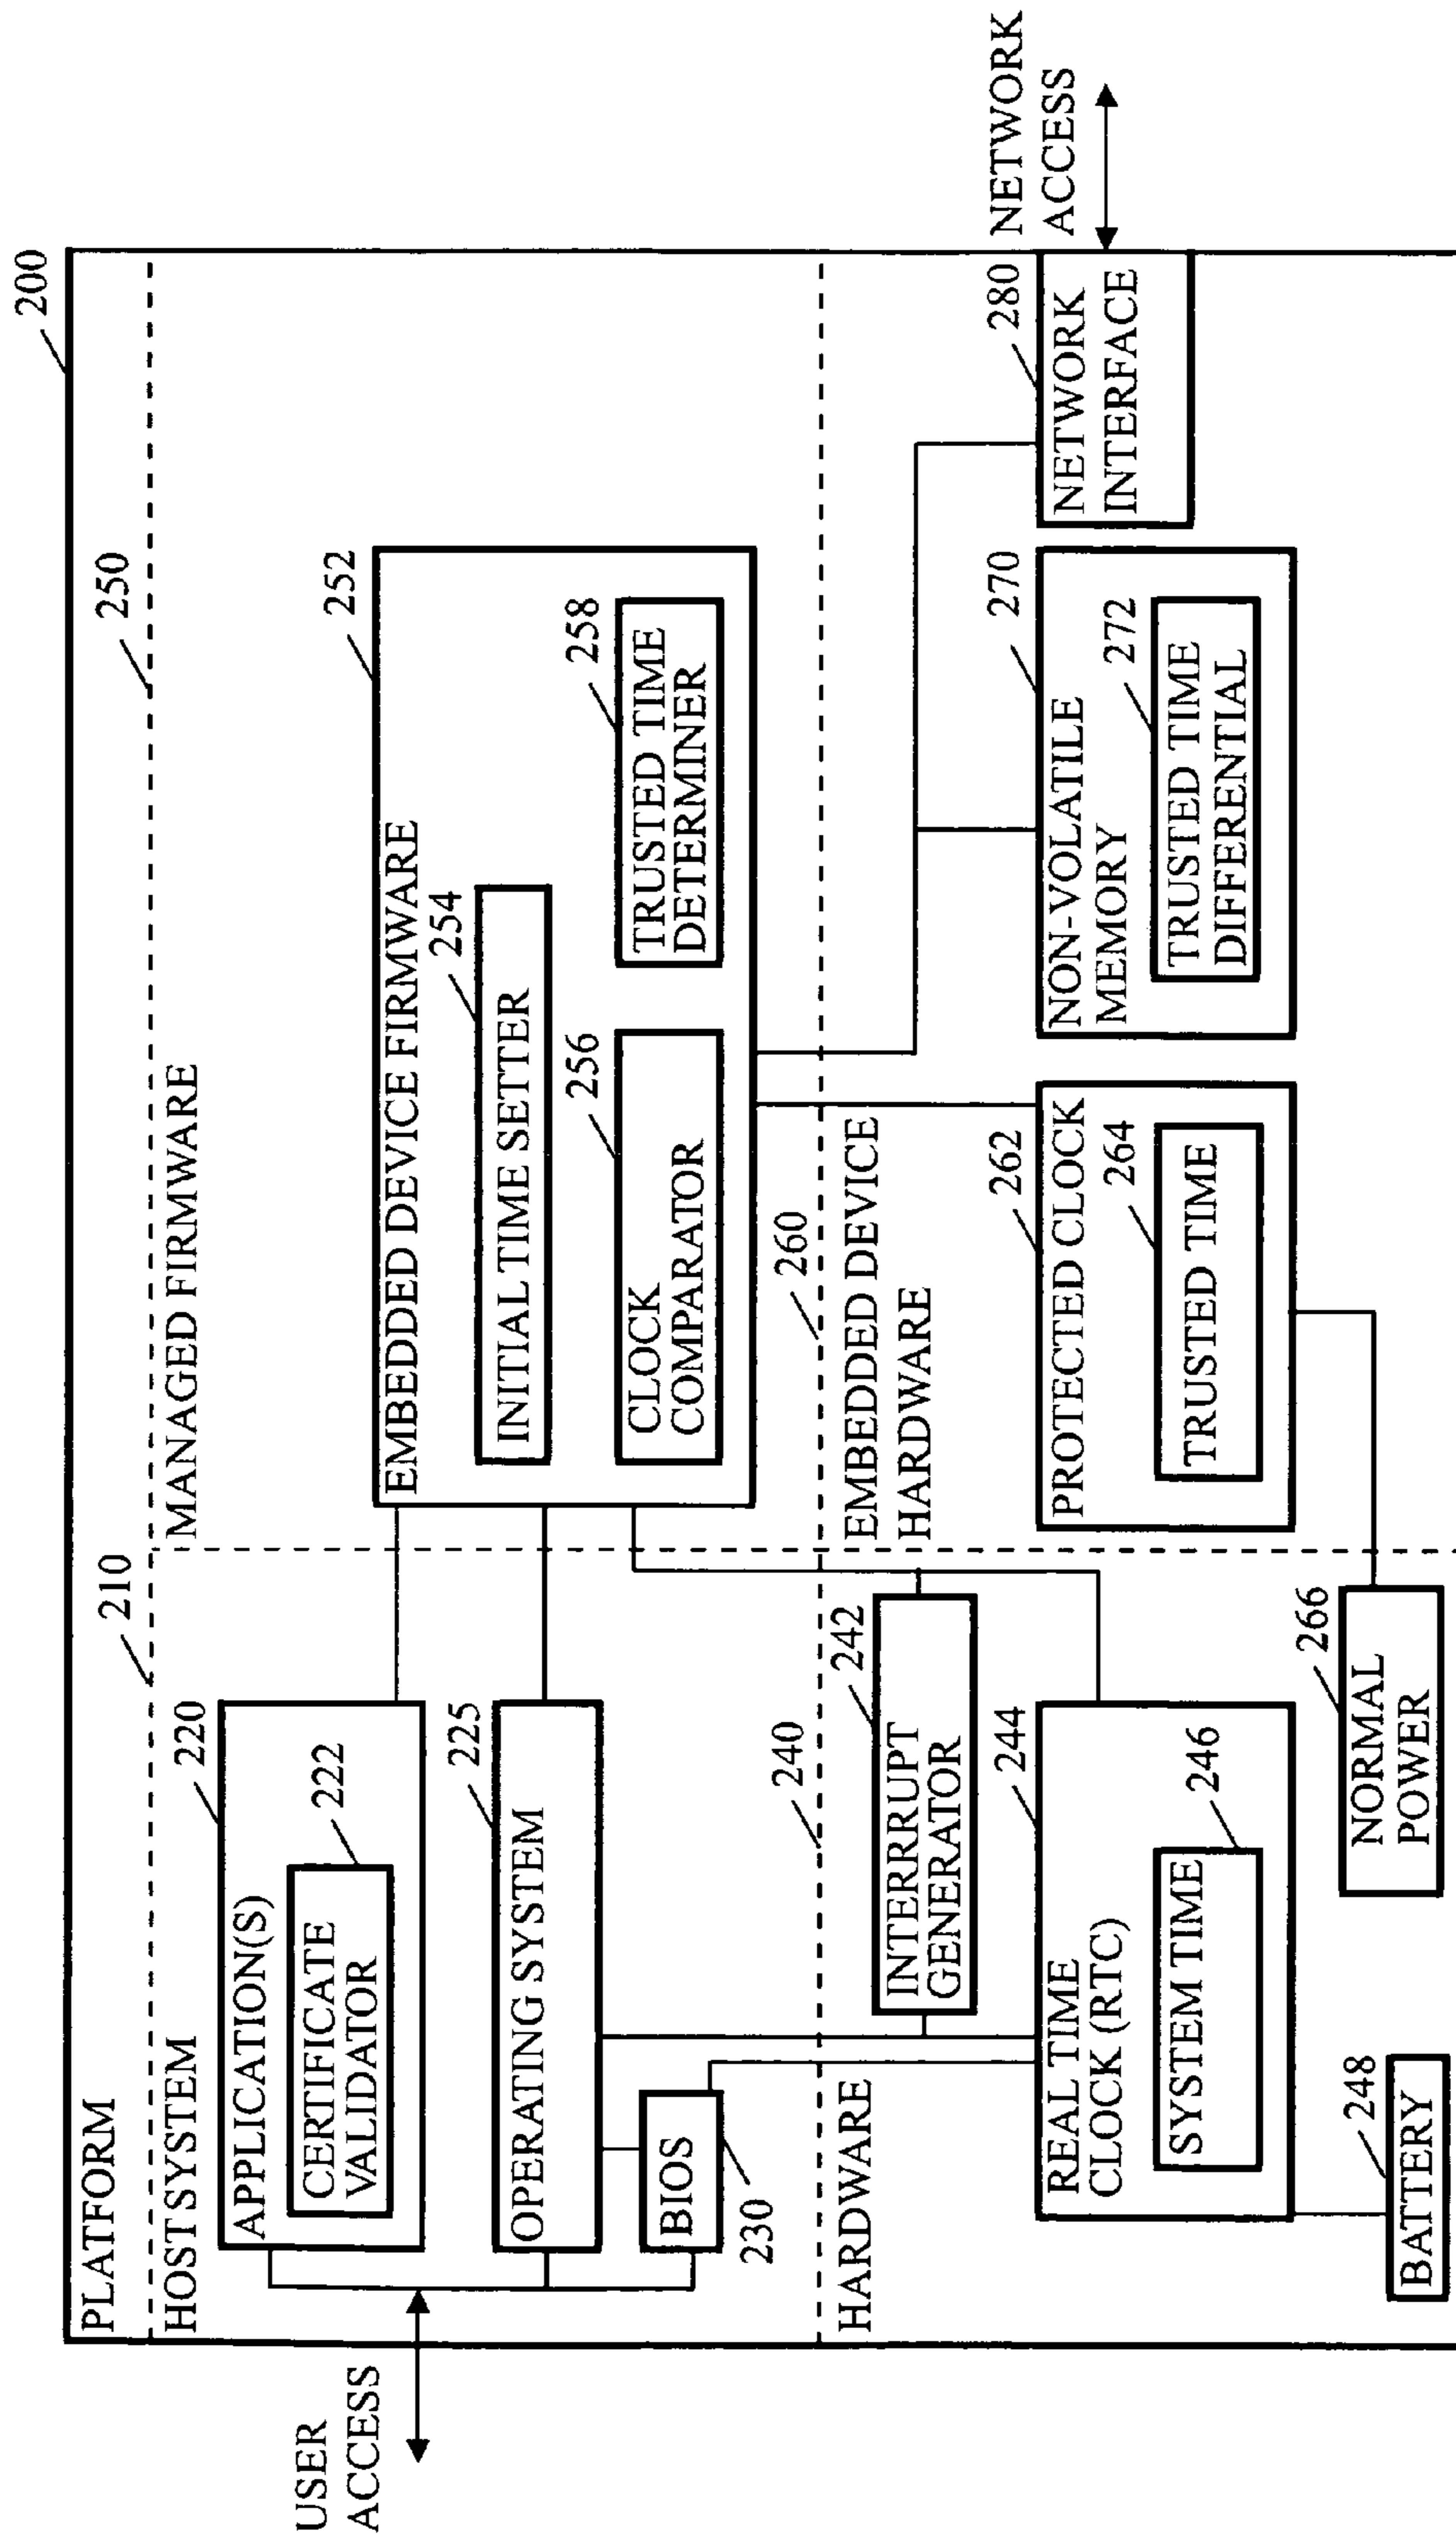 200
PLATFORM
210
250
HOST SYSTEM
MANAGED FIRMWARE
USER
ACCESS
220
APPLICATION(S)
222
CERTIFICATE
VALIDATOR
225
OPERATING SYSTEM
BIOS
230
252
EMBEDDED DEVICE FIRMWARE
254
INITIAL TIME SETTER
256
CLOCK
COMPARATOR
258
TRUSTED TIME
DETERMINER
240
HARDWARE
242
INTERRUPT
GENERATOR
244
REAL TIME
CLOCK (RTC)
246
SYSTEM TIME
248
BATTERY
266
NORMAL
POWER
260
EMBEDDED DEVICE
HARDWARE
262
PROTECTED CLOCK
264
TRUSTED TIME
270
NON-VOLATILE
MEMORY
272
TRUSTED TIME
DIFFERENTIAL
280
NETWORK
INTERFACE
NETWORK
ACCESS